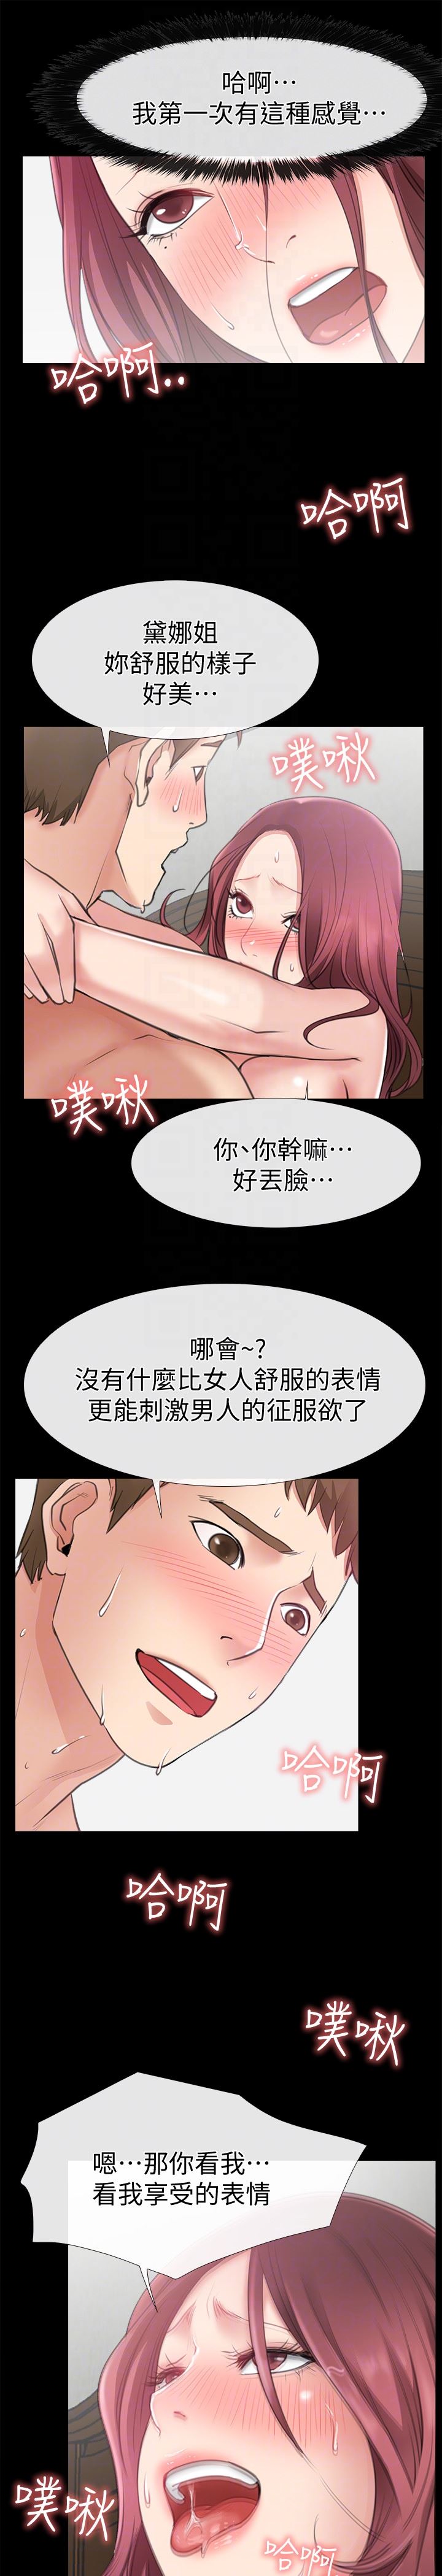 哈啊⋯
我第一次有這種感覺⋯
哈啊..
哈啊
黛娜姐
妳舒服的樣子
好美⋯
噗啾
噗啾
你、你幹嘛⋯
好丟臉⋯
哪會~?
沒有什麼比女人舒服的表情
更能刺激男人的征服欲了
哈啊
哈啊
噗啾
嗯⋯那你看我⋯
看我享受的表情
噗啾
哈啊